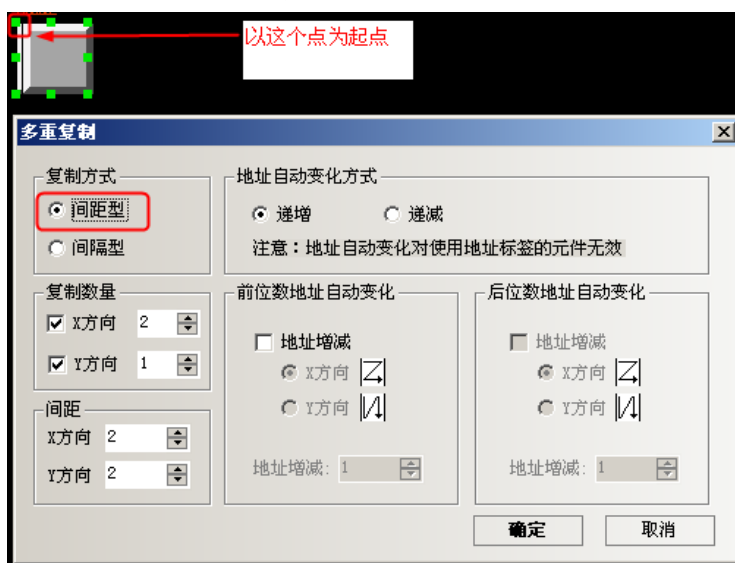 以这个点为起点
多重复制
复制方式
间距型
间隔型
地址自动变化方式
递增 递减
注意：地址自动变化对使用地址标签的元件无效
复制数量
X方向 2
Y方向 1
间距
X方向 2
Y方向 2
前位数地址自动变化
地址增减
X方向
Y方向
地址增减: 1
后位数地址自动变化
地址增减
X方向
Y方向
地址增减: 1
确定 取消